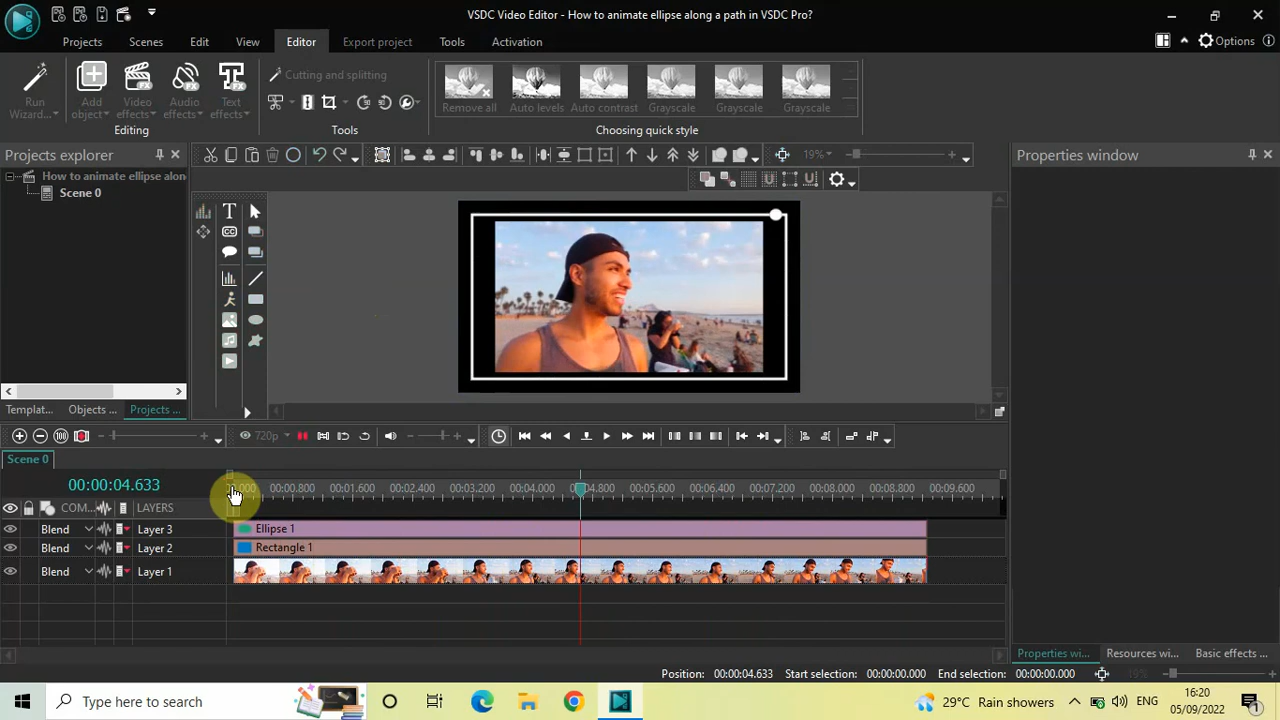 VSDC Video Editor - How to animate ellipse along a path in VSDC Pro?
Projects Scenes Edit View Editor Export project Tools Activation
Options
Run Wizard...
Add object
Video effects
Audio effects
Text effects
Editing
Cutting and splitting
Tools
Remove all Auto levels Auto contrast Grayscale Grayscale Grayscale
Choosing quick style
Projects explorer
How to animate ellipse alon
Scene 0
19%
Properties window
Templat... Objects ... Projects ...
720p
Scene 0
00:00:04.633
00:00.800 00:01.600 00:02.400 00:03.200 00:04.000 00:05.600 00:06.400 00:07.200 00:08.000 00:08.800 00:09.600
COM... LAYERS
Blend Layer 3 Ellipse 1
Blend Layer 2 Rectangle 1
Blend Layer 1
Properties wi... Resources wi... Basic effects ...
Position: 00:00:04.633 Start selection: 00:00:00.000 End selection: 00:00:00.000 19%
Type here to search
29°C Rain showers
ENG
16:20
05/09/2022
1